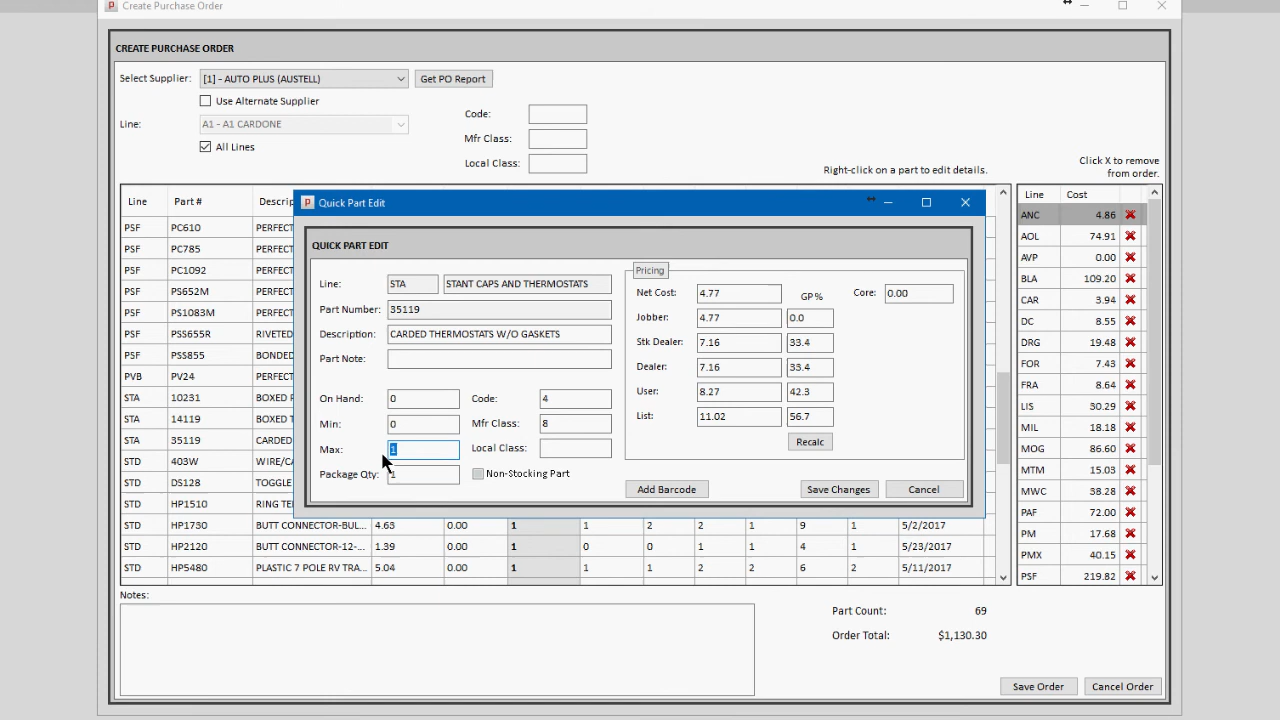 Create Purchase Order
CREATE PURCHASE ORDER
Select Supplier: [1] - AUTO PLUS (AUSTELL) Get PO Report
Use Alternate Supplier
Line: A1 - A1 CARDONE
All Lines
Code:
Mfr Class:
Local Class:
Right-click on a part to edit details.
Click X to remove
from order.
Line Part #
PSF PC610 PERFECT
PSF PC785 PERFECT
PSF PC1092 PERFECT
PSF PS652M PERFECT
PSF PS1083M PERFECT
PSF PSS655R RIVETED
PSF PSS855 BONDED
PVB PV24 PERFECT
STA 10231 BOXED
STA 14119 BOXED
STA 35119 CARDED
STD 403W WIRE/CA
STD DS128 TOGGLE
STD HP1510 RING TE
STD HP1730 BUTT CONNECTOR-BUL... 4.63 0.00 1 1 2 2 1 9 1 5/2/2017
STD HP2120 BUTT CONNECTOR-12-... 1.39 0.00 1 0 0 1 1 4 1 5/23/2017
STD HP5480 PLASTIC 7 POLE RV TRA... 5.04 0.00 1 1 1 2 2 6 2 5/11/2017
Quick Part Edit
QUICK PART EDIT
Line: STA STANT CAPS AND THERMOSTATS
Part Number: 35119
Description: CARDED THERMOSTATS W/O GASKETS
Part Note:
On Hand: 0 Code: 4
Min: 0 Mfr Class: 8
Max: 1 Local Class:
Package Qty: 1 Non-Stocking Part
Pricing
Net Cost: 4.77 GP % Core: 0.00
Jobber: 4.77 0.0
Stk Dealer: 7.16 33.4
Dealer: 7.16 33.4
User: 8.27 42.3
List: 11.02 56.7
Recalc
Add Barcode Save Changes Cancel
Line Cost
ANC 4.86
AOL 74.91
AVP 0.00
BLA 109.20
CAR 3.94
DC 8.55
DRG 19.48
FOR 7.43
FRA 8.64
LIS 30.29
MIL 18.18
MOG 86.60
MTM 15.03
MWC 38.28
PAF 72.00
PM 17.68
PMX 40.15
PSF 219.82
Notes:
Part Count: 69
Order Total: $1,130.30
Save Order Cancel Order